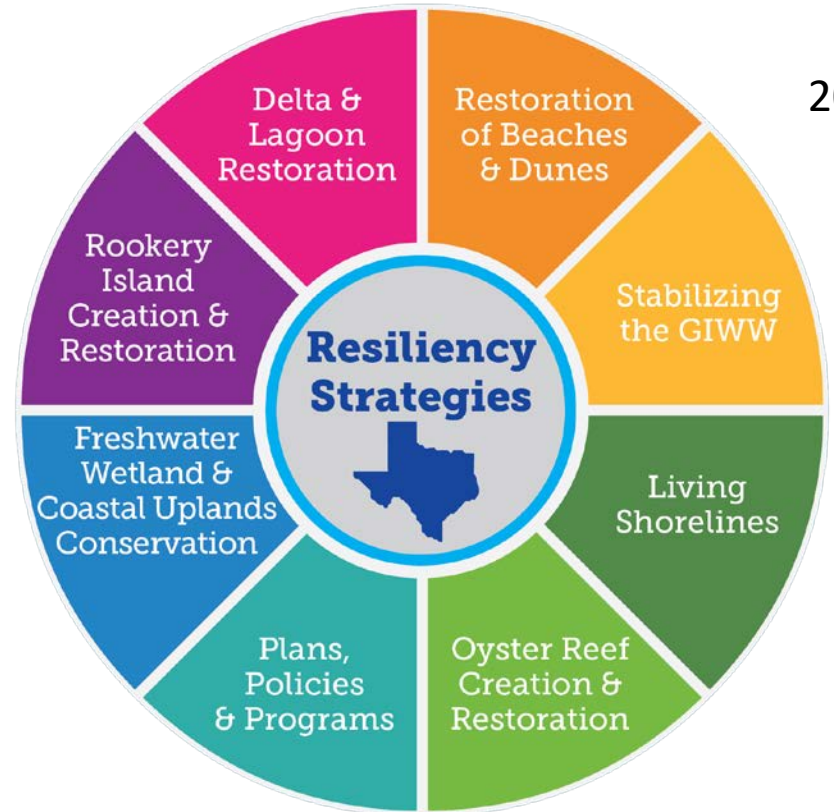 Resiliency
Strategies
Restoration
of Beaches
& Dunes
Stabilizing
the GIWW
Living
Shorelines
Oyster Reef
Creation &
Restoration
Plans,
Policies
& Programs
Freshwater
Wetland &
Coastal Uplands
Conservation
Rookery
Island
Creation &
Restoration
Delta &
Lagoon
Restoration